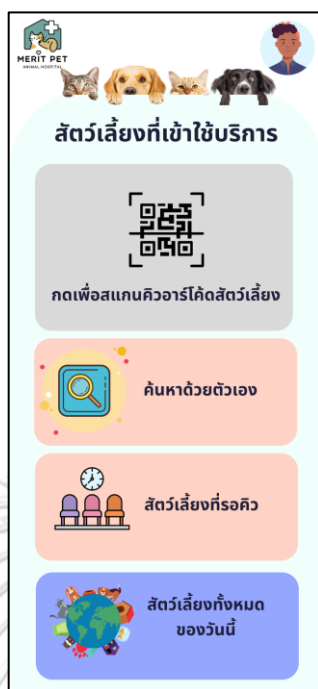 MERIT PET
ANIMAL HOSPITAL
สัตว์เลี้ยงที่เข้าใช้บริการ
กดเพื่อสแกนคิวอาร์โค้ดสัตว์เลี้ยง
ค้นหาด้วยตัวเอง
สัตว์เลี้ยงที่รอคิว
สัตว์เลี้ยงทั้งหมด
ของวันนี้